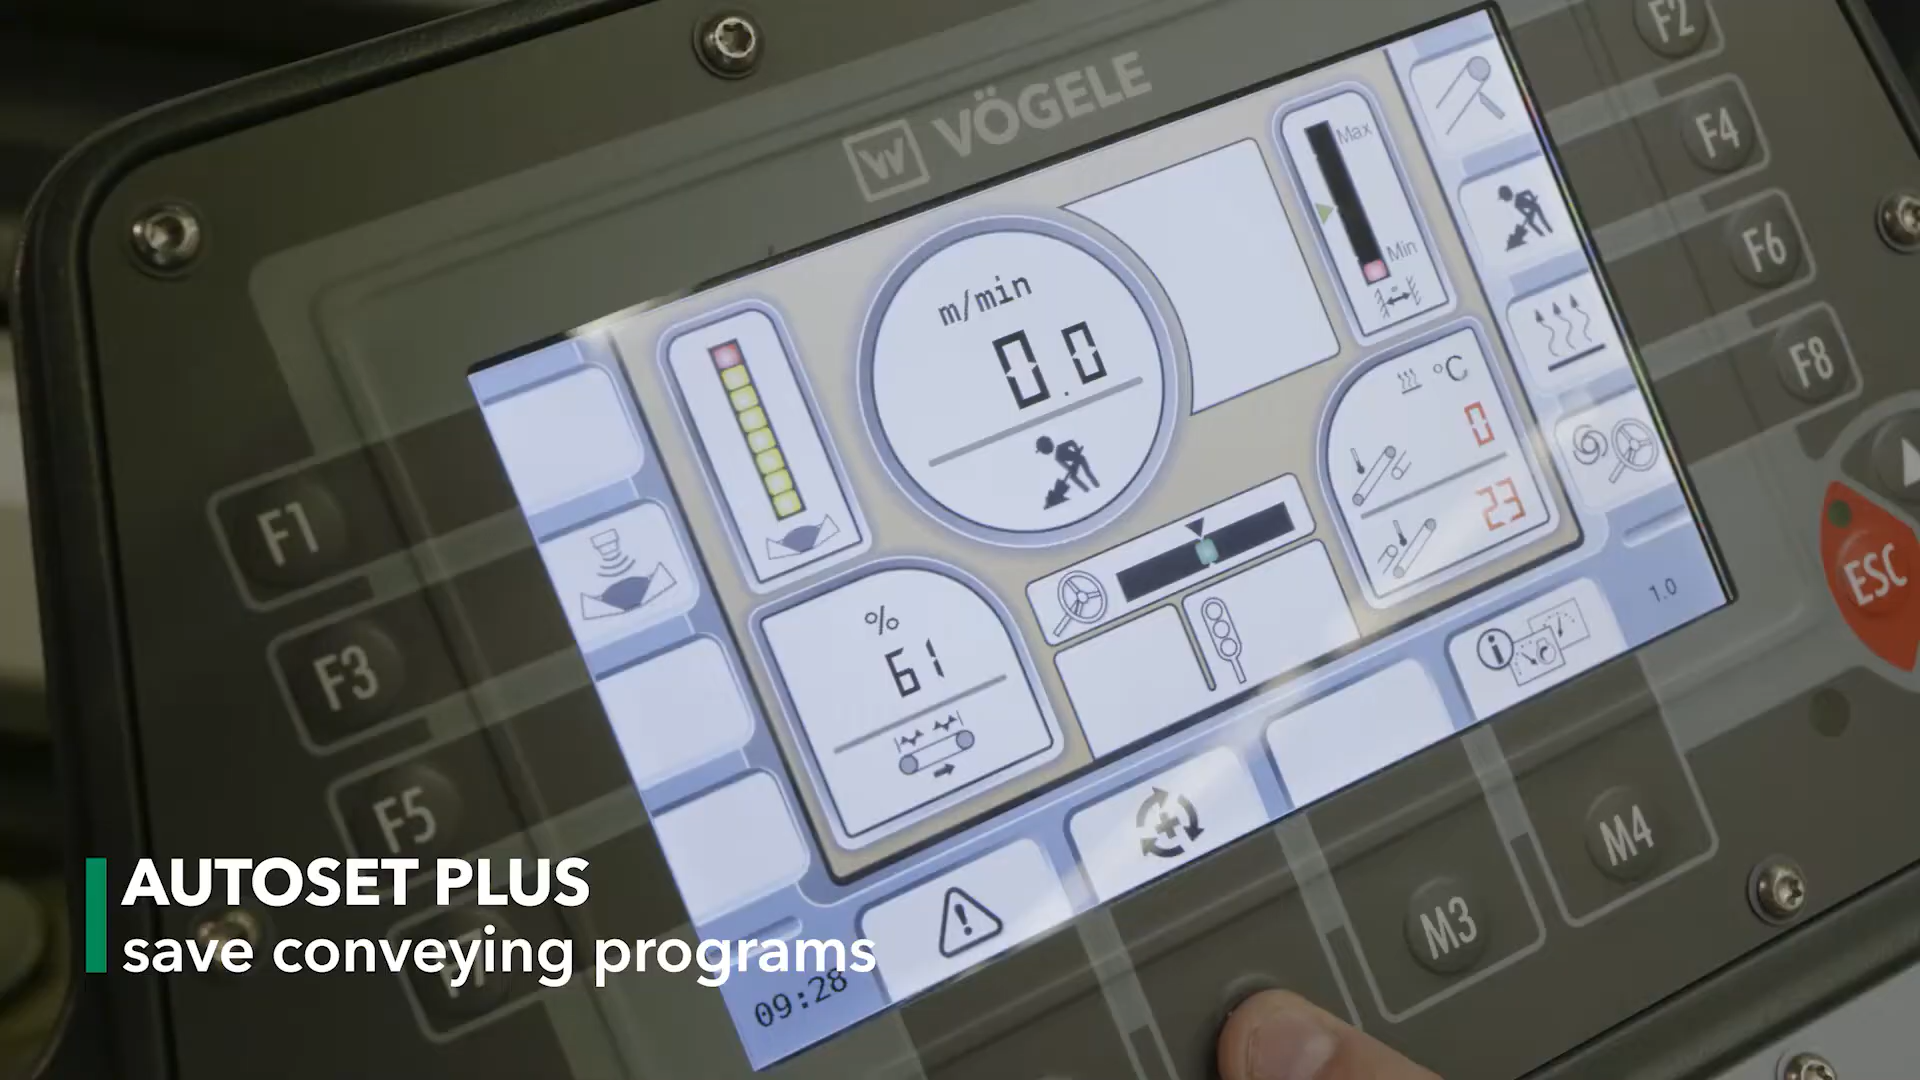 VÖGELE
F2
F4
F6
F8
ESC
F1
F3
F5
F7
M3
M4
Max
Min
m/min
0.0
°C
0
23
%
61
1.0
09:28
AUTOSET PLUS
save conveying programs